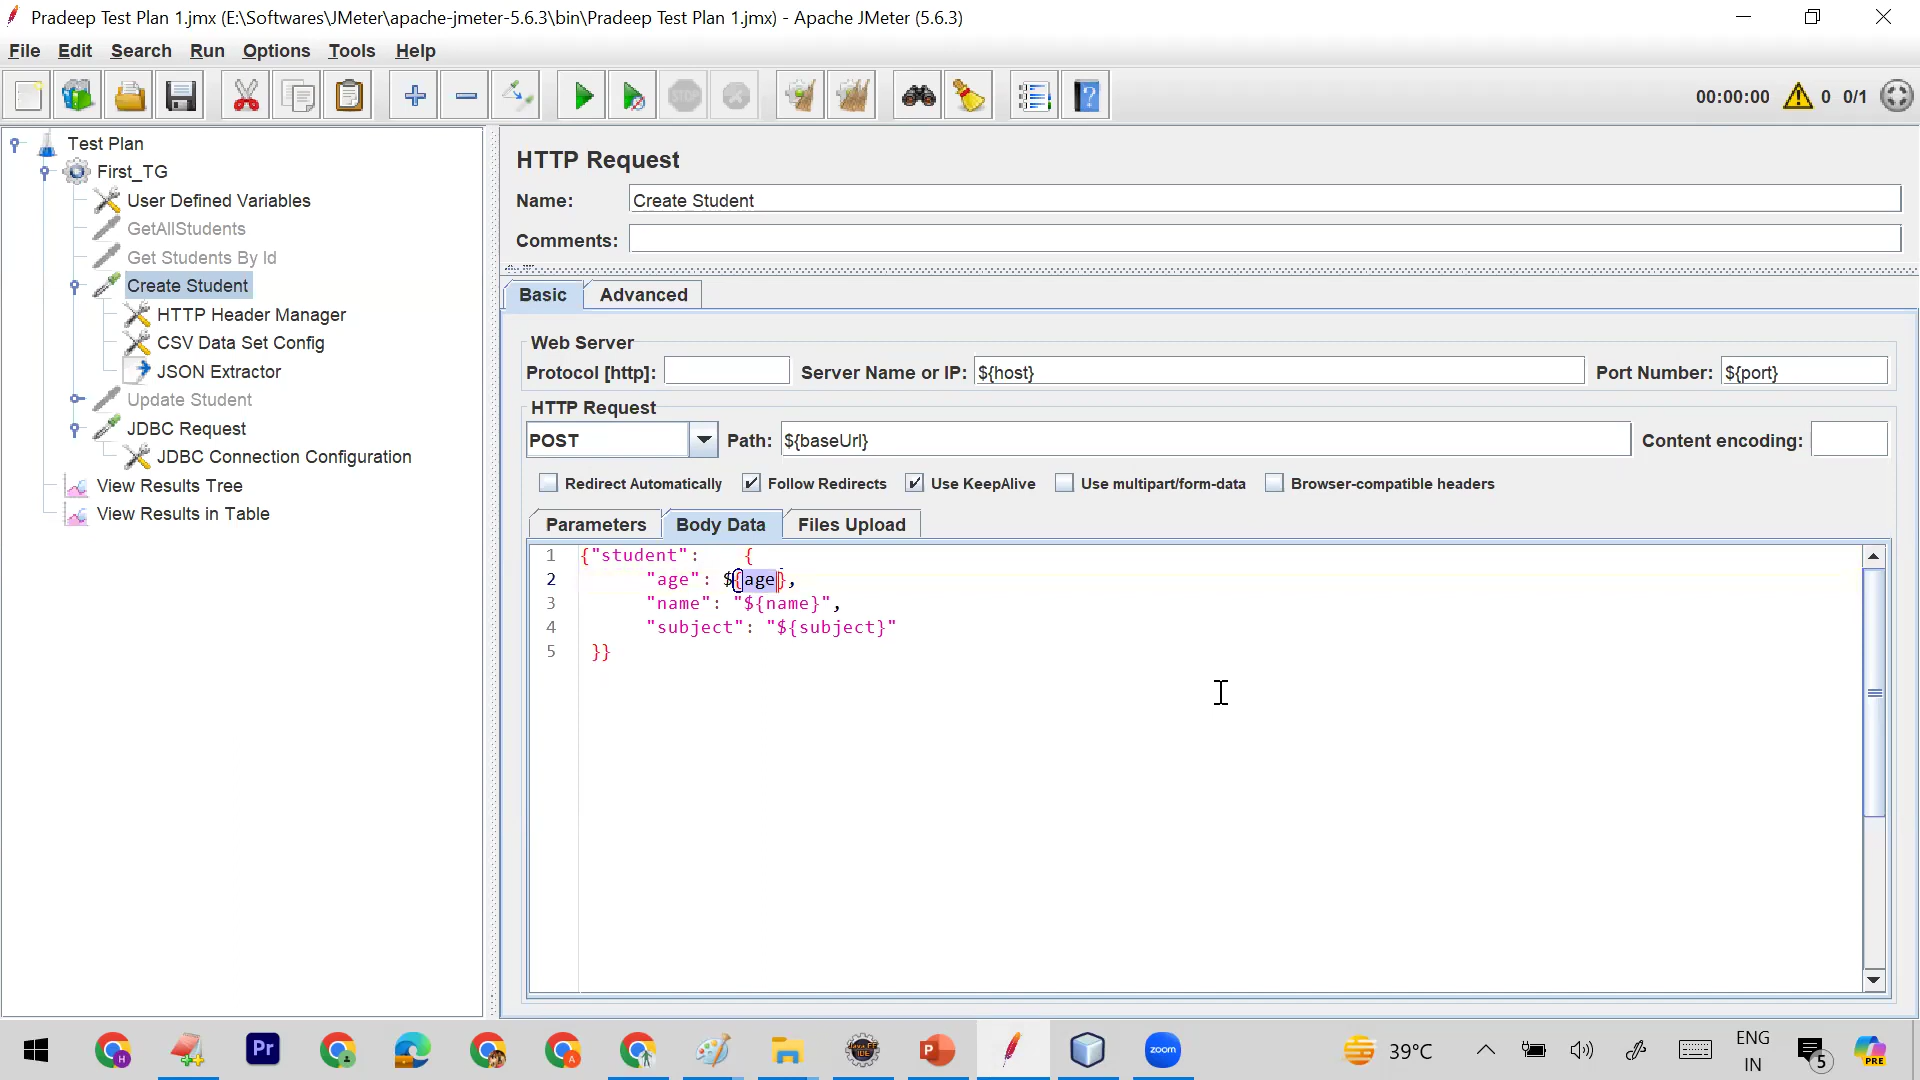 Pradeep Test Plan 1.jmx (E:\Softwares\JMeter\apache-jmeter-5.6.3\bin\Pradeep Test Plan 1.jmx) - Apache JMeter (5.6.3)
File Edit Search Run Options Tools Help
STOP
00:00:00 0 0/1
Test Plan
First_TG
User Defined Variables
GetAllStudents
Get Students By Id
Create Student
HTTP Header Manager
CSV Data Set Config
JSON Extractor
Update Student
JDBC Request
JDBC Connection Configuration
View Results Tree
View Results in Table
HTTP Request
Name: Create Student
Comments:
Basic Advanced
Web Server
Protocol [http]: Server Name or IP: ${host} Port Number: ${port}
HTTP Request
POST Path: ${baseUrl} Content encoding:
Redirect Automatically Follow Redirects Use KeepAlive Use multipart/form-data Browser-compatible headers
Parameters Body Data Files Upload
1 {"student": {
2 "age": ${age},
3 "name": "${name}",
4 "subject": "${subject}"
5 }}
H Pr A P zoom 39°C ENG IN 5 PRE